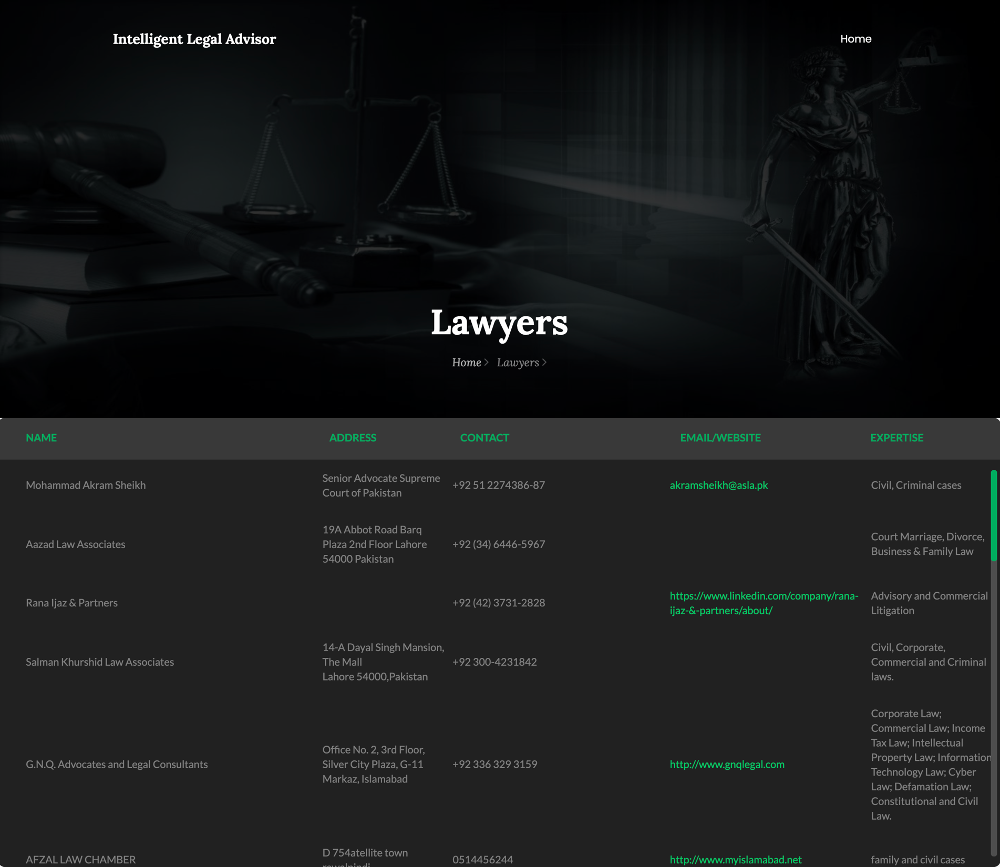 Intelligent Legal Advisor
Home
Lawyers
Home > Lawyers >
NAME ADDRESS CONTACT EMAIL/WEBSITE EXPERTISE
Mohammad Akram Sheikh
Senior Advocate Supreme
Court of Pakistan
+92 51 2274386-87
akramsheikh@asla.pk
Civil, Criminal cases
Aazad Law Associates
19A Abbot Road Barq
Plaza 2nd Floor Lahore
54000 Pakistan
+92 (34) 6446-5967
Court Marriage, Divorce,
Business & Family Law
Rana Ijaz & Partners
+92 (42) 3731-2828
https://www.linkedin.com/company/rana-
ijaz-&-partners/about/
Advisory and Commercial
Litigation
Salman Khurshid Law Associates
14-A Dayal Singh Mansion,
The Mall
Lahore 54000,Pakistan
+92 300-4231842
Civil, Corporate,
Commercial and Criminal
laws.
G.N.Q. Advocates and Legal Consultants
Office No. 2, 3rd Floor,
Silver City Plaza, G-11
Markaz, Islamabad
+92 336 329 3159
http://www.gnqlegal.com
Corporate Law;
Commercial Law; Income
Tax Law; Intellectual
Property Law; Information
Technology Law; Cyber
Law; Defamation Law;
Constitutional and Civil
Law.
AFZAL LAW CHAMBER
D 754atellite town
rawalpindi
0514456244
http://www.myislamabad.net
family and civil cases